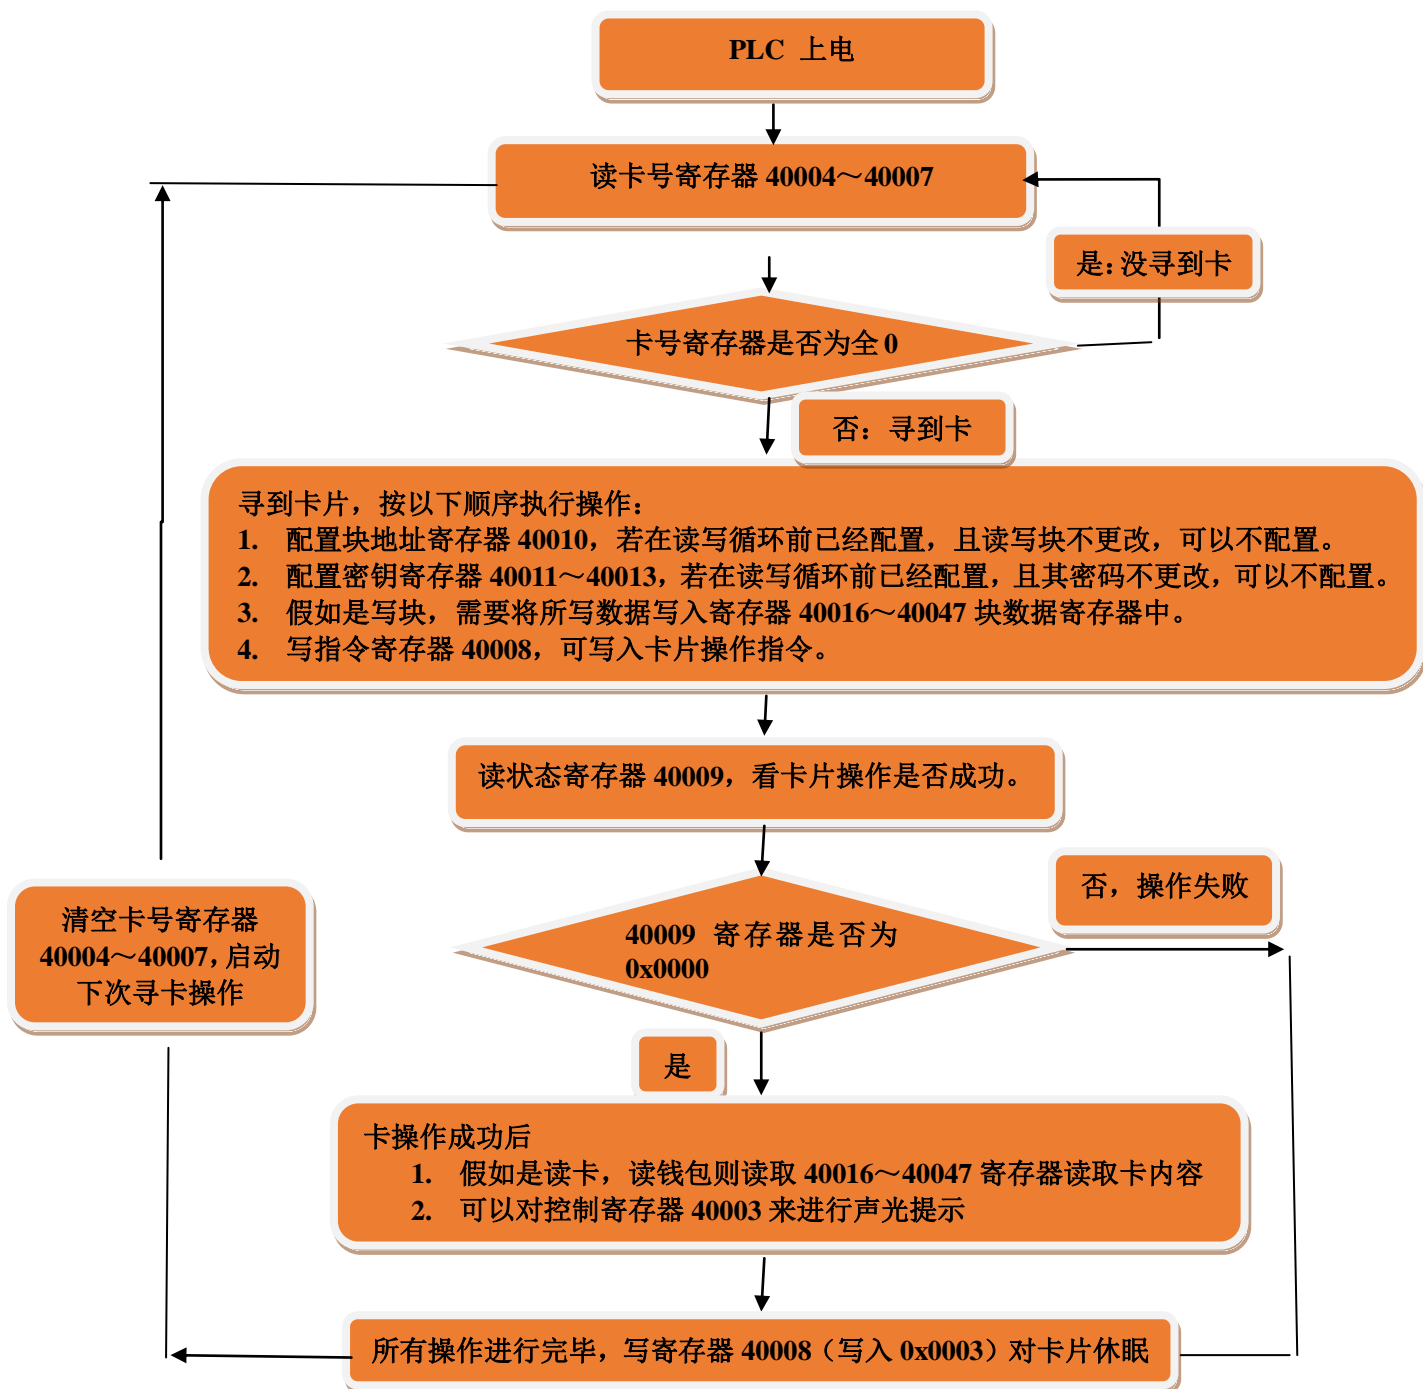 PLC 上电
读卡号寄存器 40004～40007
是：没寻到卡
卡号寄存器是否为全 0
否：寻到卡
寻到卡片，按以下顺序执行操作：
1. 配置块地址寄存器 40010，若在读写循环前已经配置，且读写块不更改，可以不配置。
2. 配置密钥寄存器 40011～40013，若在读写循环前已经配置，且其密码不更改，可以不配置。
3. 假如是写块，需要将所写数据写入寄存器 40016～40047 块数据寄存器中。
4. 写指令寄存器 40008，可写入卡片操作指令。
读状态寄存器 40009，看卡片操作是否成功。
否，操作失败
清空卡号寄存器
40004～40007，启动
下次寻卡操作
40009 寄存器是否为
0x0000
是
卡操作成功后
1. 假如是读卡，读钱包则读取 40016～40047 寄存器读取卡内容
2. 可以对控制寄存器 40003 来进行声光提示
所有操作进行完毕，写寄存器 40008（写入 0x0003）对卡片休眠